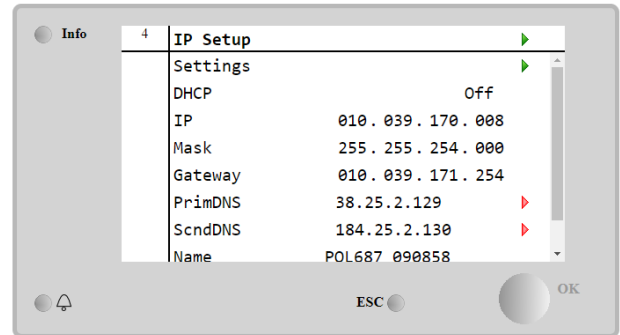 Info
4 IP Setup
Settings
DHCP Off
IP 010.039.170.008
Mask 255.255.254.000
Gateway 010.039.171.254
PrimDNS 38.25.2.129
ScndDNS 184.25.2.130
Name POL687_090858
ESC
OK